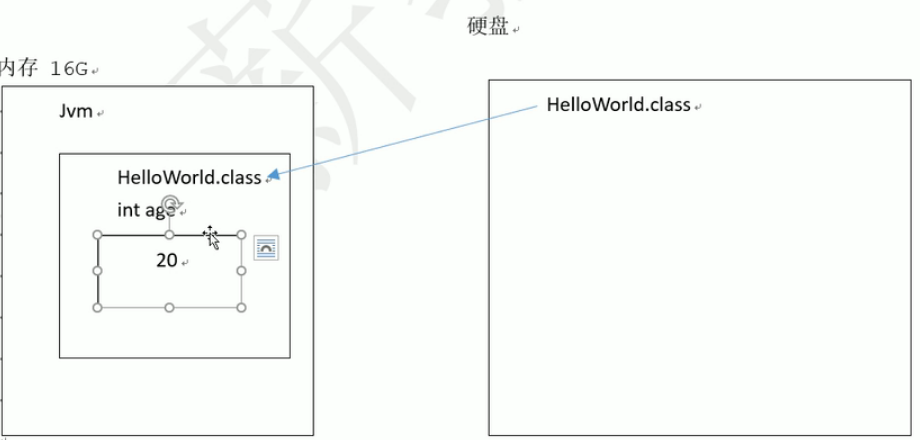 硬盘
内存 16G
Jvm
HelloWorld.class
HelloWorld.class
int age
20